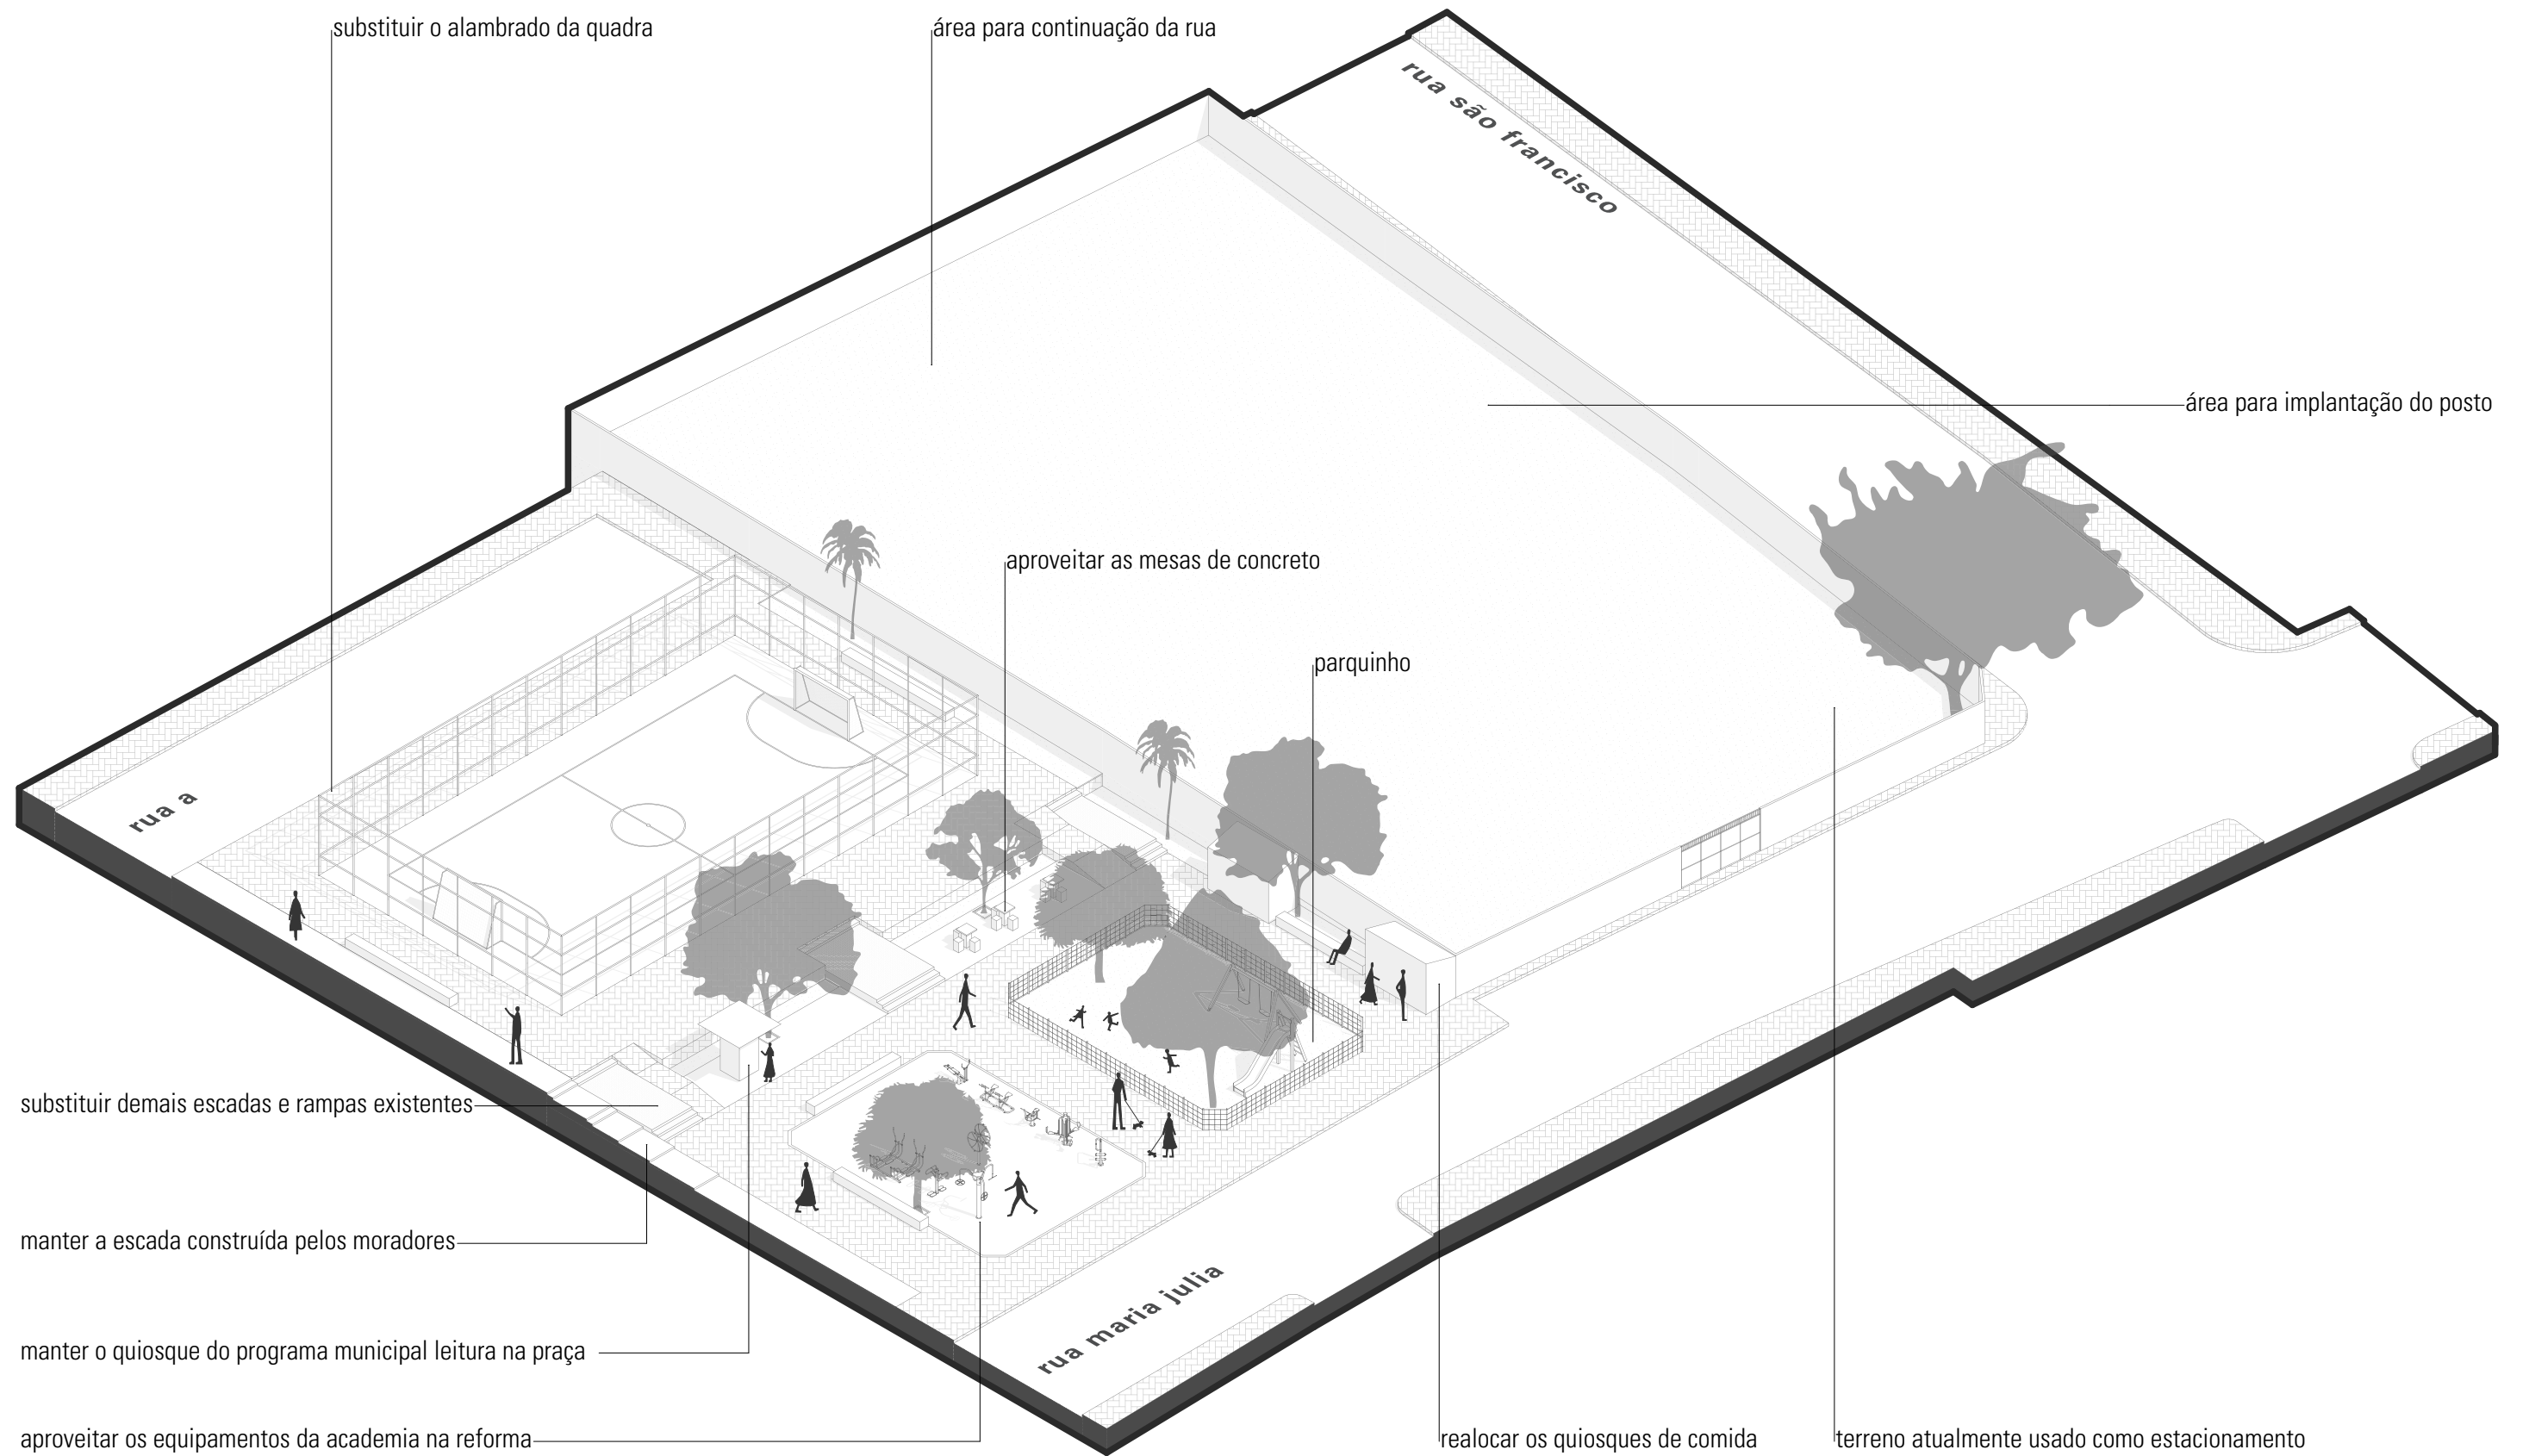 substituir o alambrado da quadra
área para continuação da rua
rua são francisco
área para implantação do posto
aproveitar as mesas de concreto
parquinho
rua a
substituir demais escadas e rampas existentes
manter a escada construída pelos moradores
rua maria julia
manter o quiosque do programa municipal leitura na praça
aproveitar os equipamentos da academia na reforma
realocar os quiosques de comida
terreno atualmente usado como estacionamento